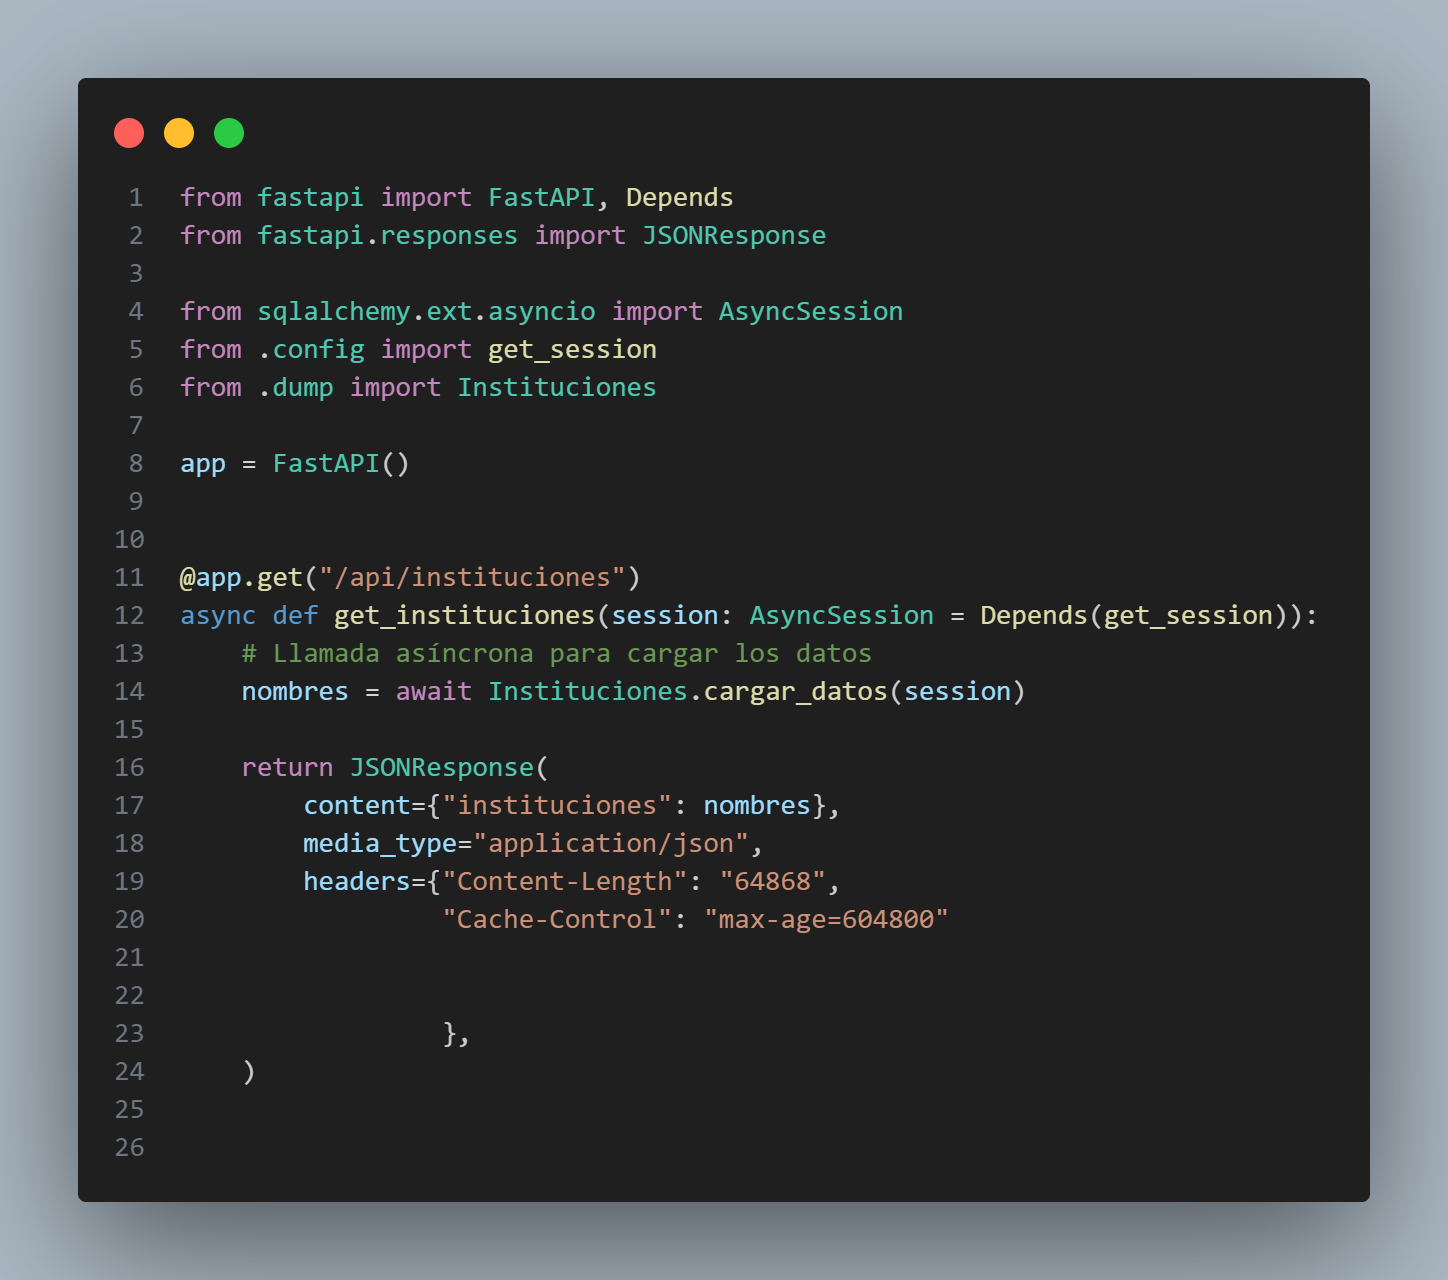 1 from fastapi import FastAPI, Depends
2 from fastapi.responses import JSONResponse
3
4 from sqlalchemy.ext.asyncio import AsyncSession
5 from .config import get_session
6 from .dump import Instituciones
7
8 app = FastAPI()
9
10
11 @app.get("/api/instituciones")
12 async def get_instituciones(session: AsyncSession = Depends(get_session)):
13     # Llamada asíncrona para cargar los datos
14     nombres = await Instituciones.cargar_datos(session)
15
16     return JSONResponse(
17         content={"instituciones": nombres},
18         media_type="application/json",
19         headers={"Content-Length": "64868",
20                  "Cache-Control": "max-age=604800"
21
22
23                  },
24     )
25
26